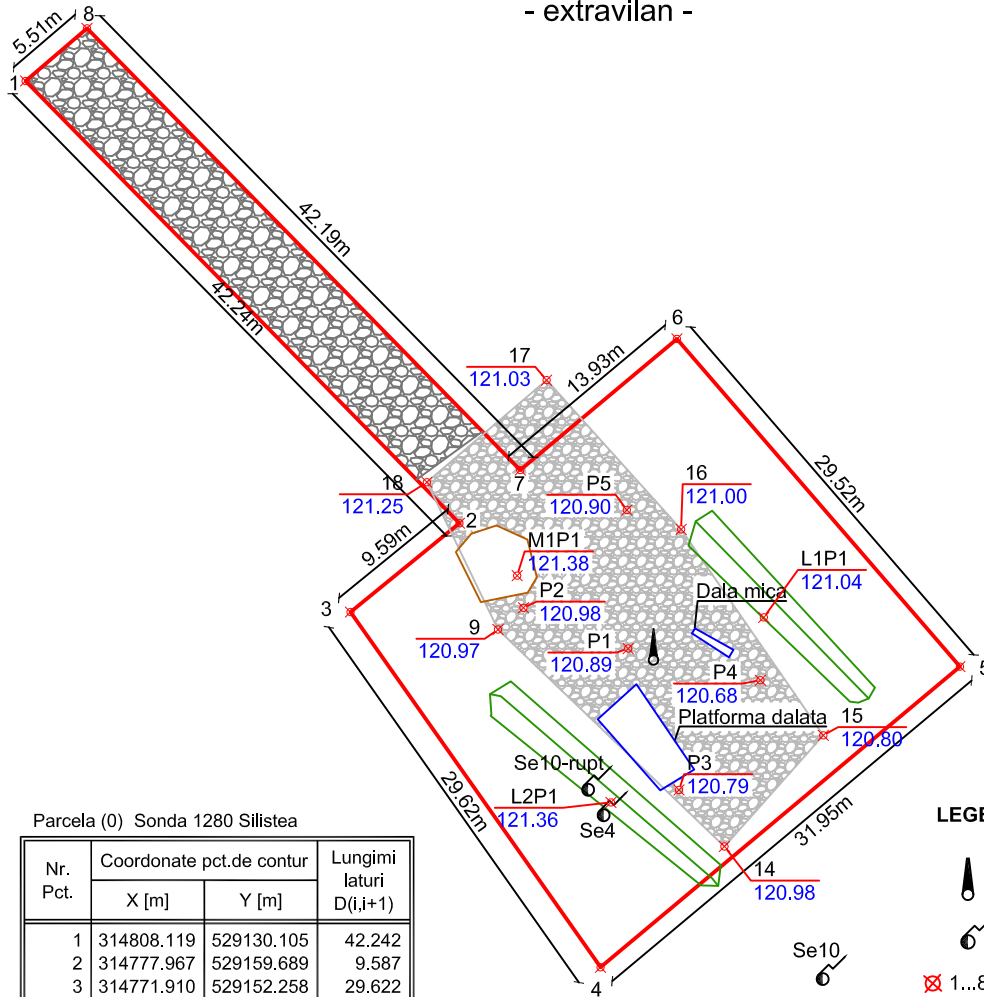 - extravilan -
8
5.51m
1
42.19m
42.24m
6
17
121.03
13.93m
7
18
121.25
P5
120.90
16
121.00
29.52m
2
9.59m
M1P1
121.38
L1P1
121.04
Dala mica
3
P2
120.98
9
120.97
P1
120.89
P4
120.68
5
Platforma dalata
15
120.80
Se10-rupt
P3
120.79
L2P1
121.36
Se4
29.62m
31.95m
14
120.98
4
Parcela (0) Sonda 1280 Silistea
Nr. Pct. Coordonate pct.de contur Lungimi laturi D(i,i+1)
X [m] Y [m]
1 314808.119 529130.105 42.242
2 314777.967 529159.689 9.587
3 314771.910 529152.258 29.622
LEGE
Se10
1...8